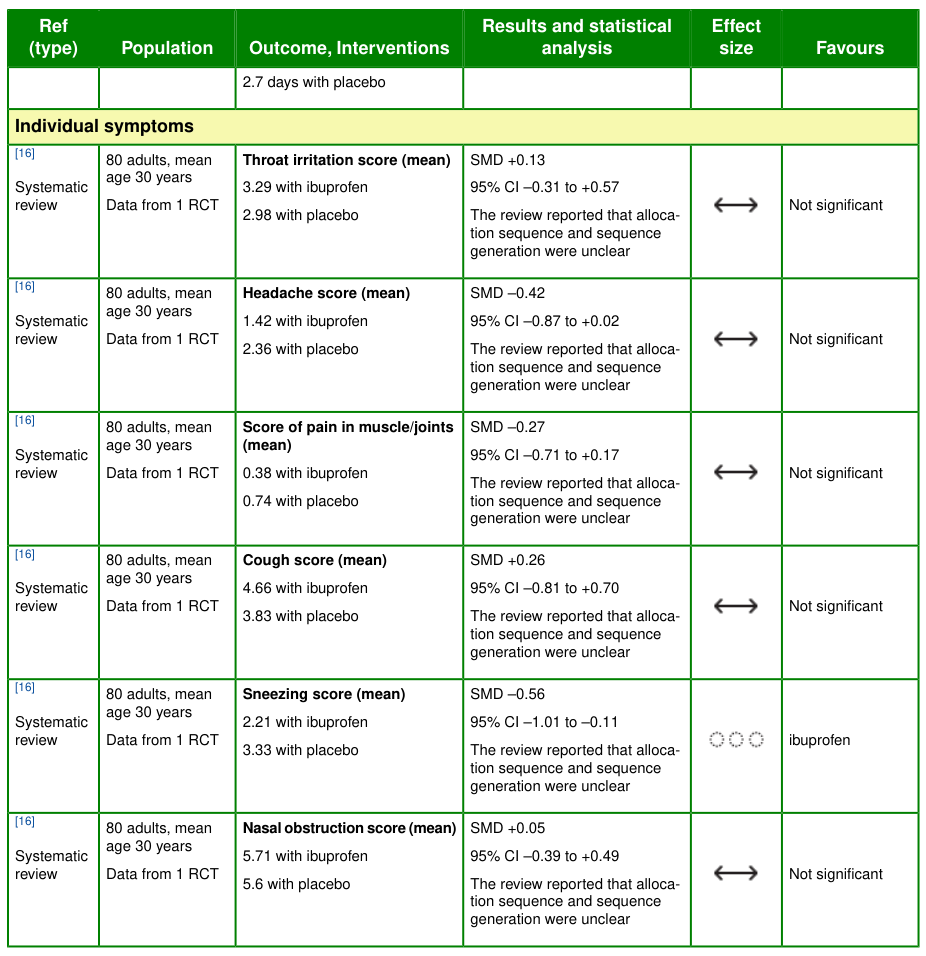 Ref (type) Population Outcome, Interventions Results and statistical analysis Effect size Favours
2.7 days with placebo
Individual symptoms
[16]
Systematic
review
80 adults, mean
age 30 years
Data from 1 RCT
Throat irritation score (mean)
3.29 with ibuprofen
2.98 with placebo
SMD +0.13
95% CI –0.31 to +0.57
The review reported that alloca-
tion sequence and sequence
generation were unclear
Not significant
[16]
Systematic
review
80 adults, mean
age 30 years
Data from 1 RCT
Headache score (mean)
1.42 with ibuprofen
2.36 with placebo
SMD –0.42
95% CI –0.87 to +0.02
The review reported that alloca-
tion sequence and sequence
generation were unclear
Not significant
[16]
Systematic
review
80 adults, mean
age 30 years
Data from 1 RCT
Score of pain in muscle/joints
(mean)
0.38 with ibuprofen
0.74 with placebo
SMD –0.27
95% CI –0.71 to +0.17
The review reported that alloca-
tion sequence and sequence
generation were unclear
Not significant
[16]
Systematic
review
80 adults, mean
age 30 years
Data from 1 RCT
Cough score (mean)
4.66 with ibuprofen
3.83 with placebo
SMD +0.26
95% CI –0.81 to +0.70
The review reported that alloca-
tion sequence and sequence
generation were unclear
Not significant
[16]
Systematic
review
80 adults, mean
age 30 years
Data from 1 RCT
Sneezing score (mean)
2.21 with ibuprofen
3.33 with placebo
SMD –0.56
95% CI –1.01 to –0.11
The review reported that alloca-
tion sequence and sequence
generation were unclear
ibuprofen
[16]
Systematic
review
80 adults, mean
age 30 years
Data from 1 RCT
Nasal obstruction score (mean)
5.71 with ibuprofen
5.6 with placebo
SMD +0.05
95% CI –0.39 to +0.49
The review reported that alloca-
tion sequence and sequence
generation were unclear
Not significant